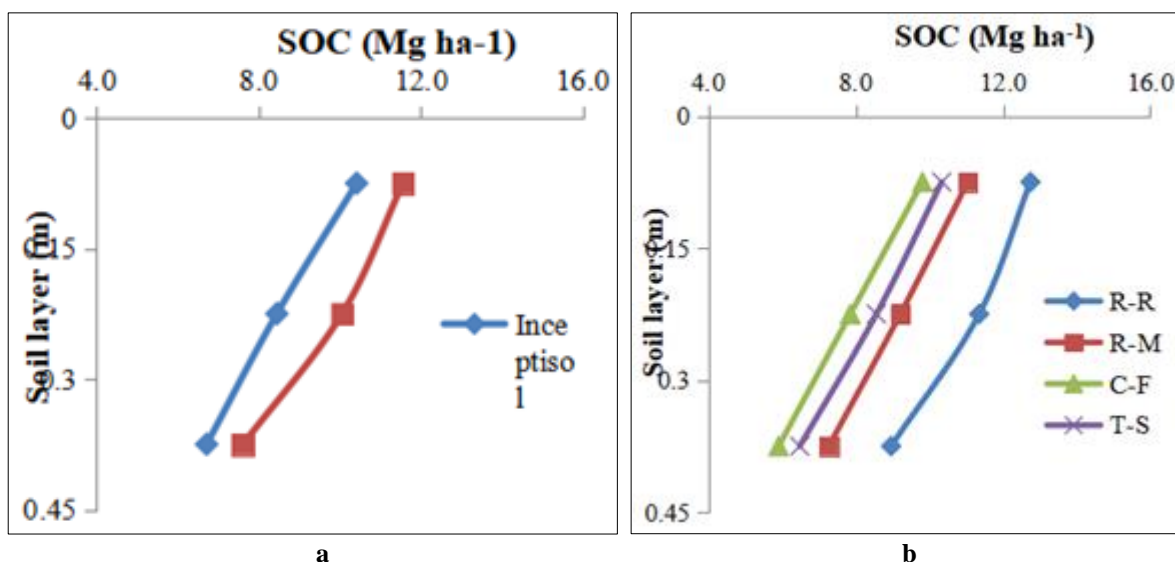 SOC (Mg ha-1)
4.0 8.0 12.0 16.0
0
0.15
0.3
0.45
Soil layer (m)
Ince
ptiso
l
a
SOC (Mg ha-1)
4.0 8.0 12.0 16.0
0
0.15
0.3
0.45
Soil layer (m)
R-R
R-M
C-F
T-S
b